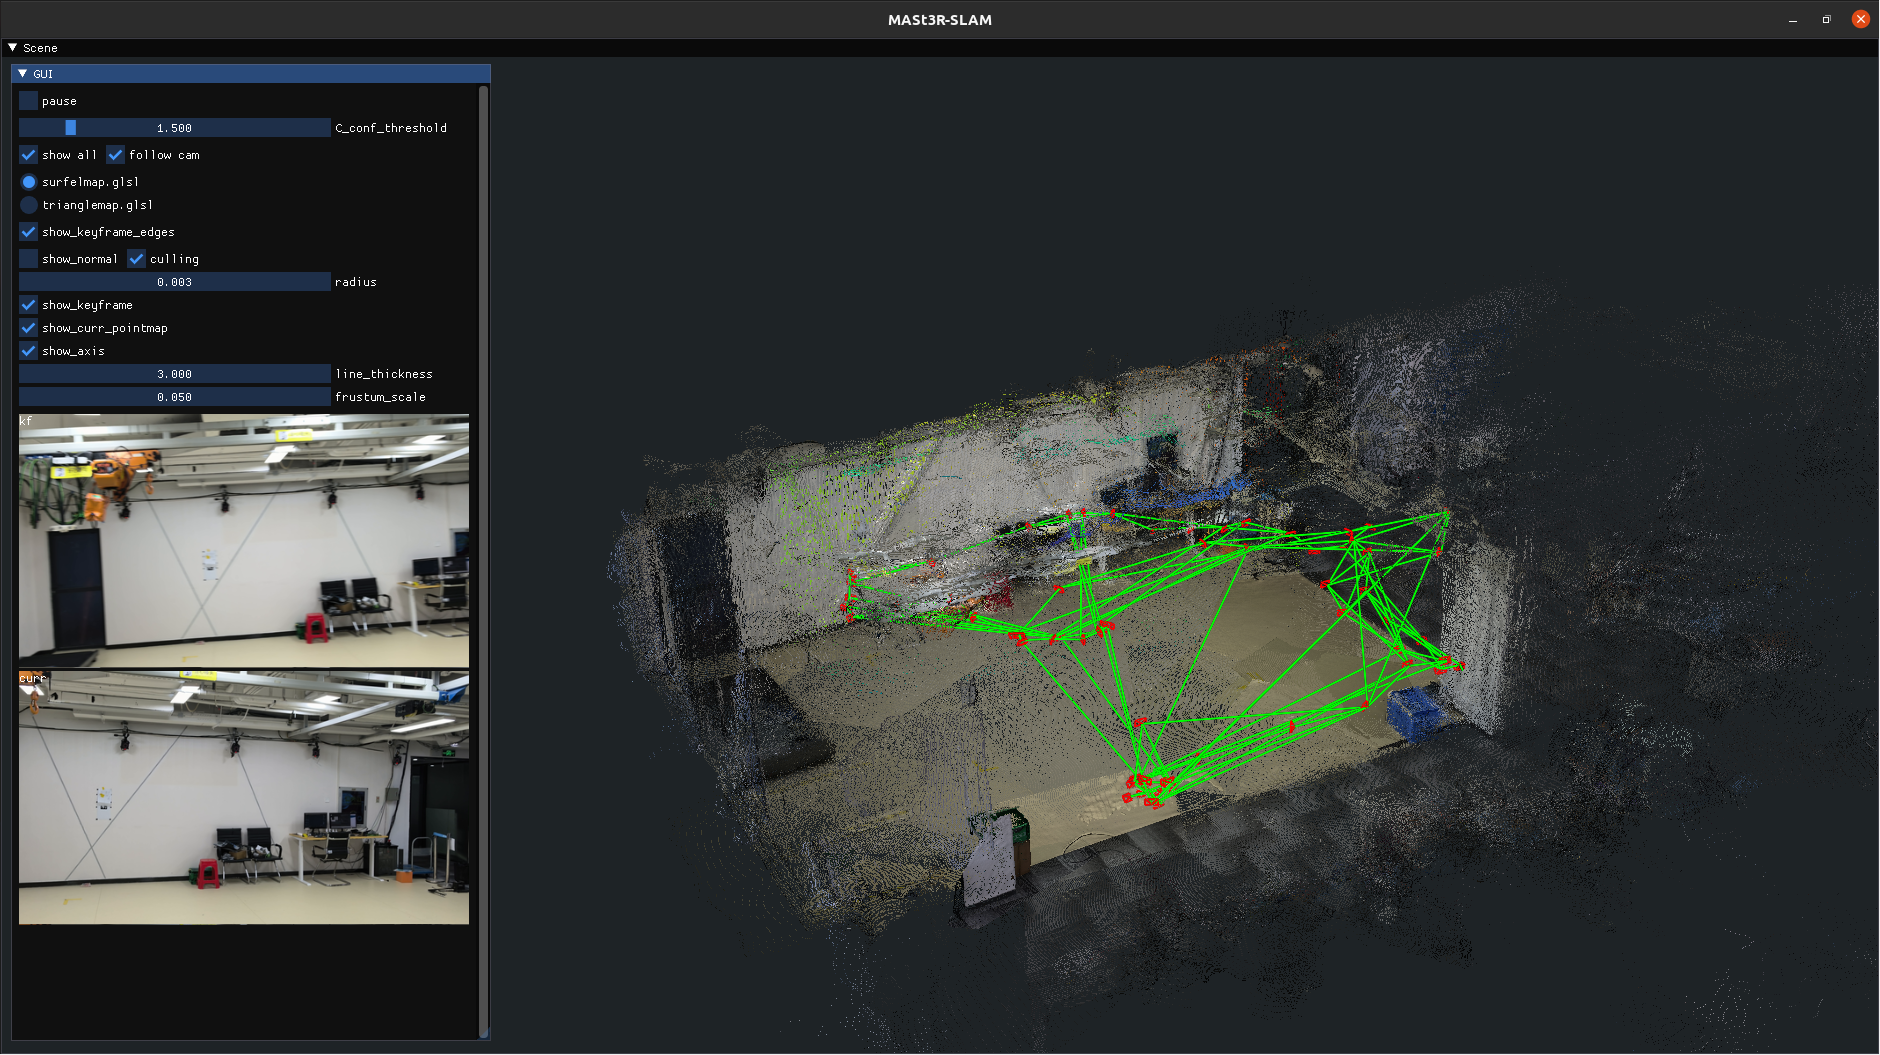 MASt3R-SLAM
Scene
GUI
pause
1.500 C_conf_threshold
show all follow cam
surfelmap.glsl
trianglemap.glsl
show_keyframe_edges
show_normal culling
0.003 radius
show_keyframe
show_curr_pointmap
show_axis
3.000 line_thickness
0.050 frustum_scale
kf
curr